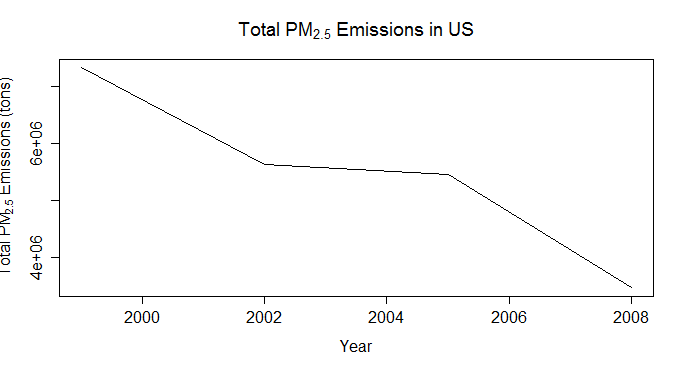 Total PM2.5 Emissions in US
Total PM2.5 Emissions (tons)
6e+06
4e+06
2000 2002 2004 2006 2008
Year